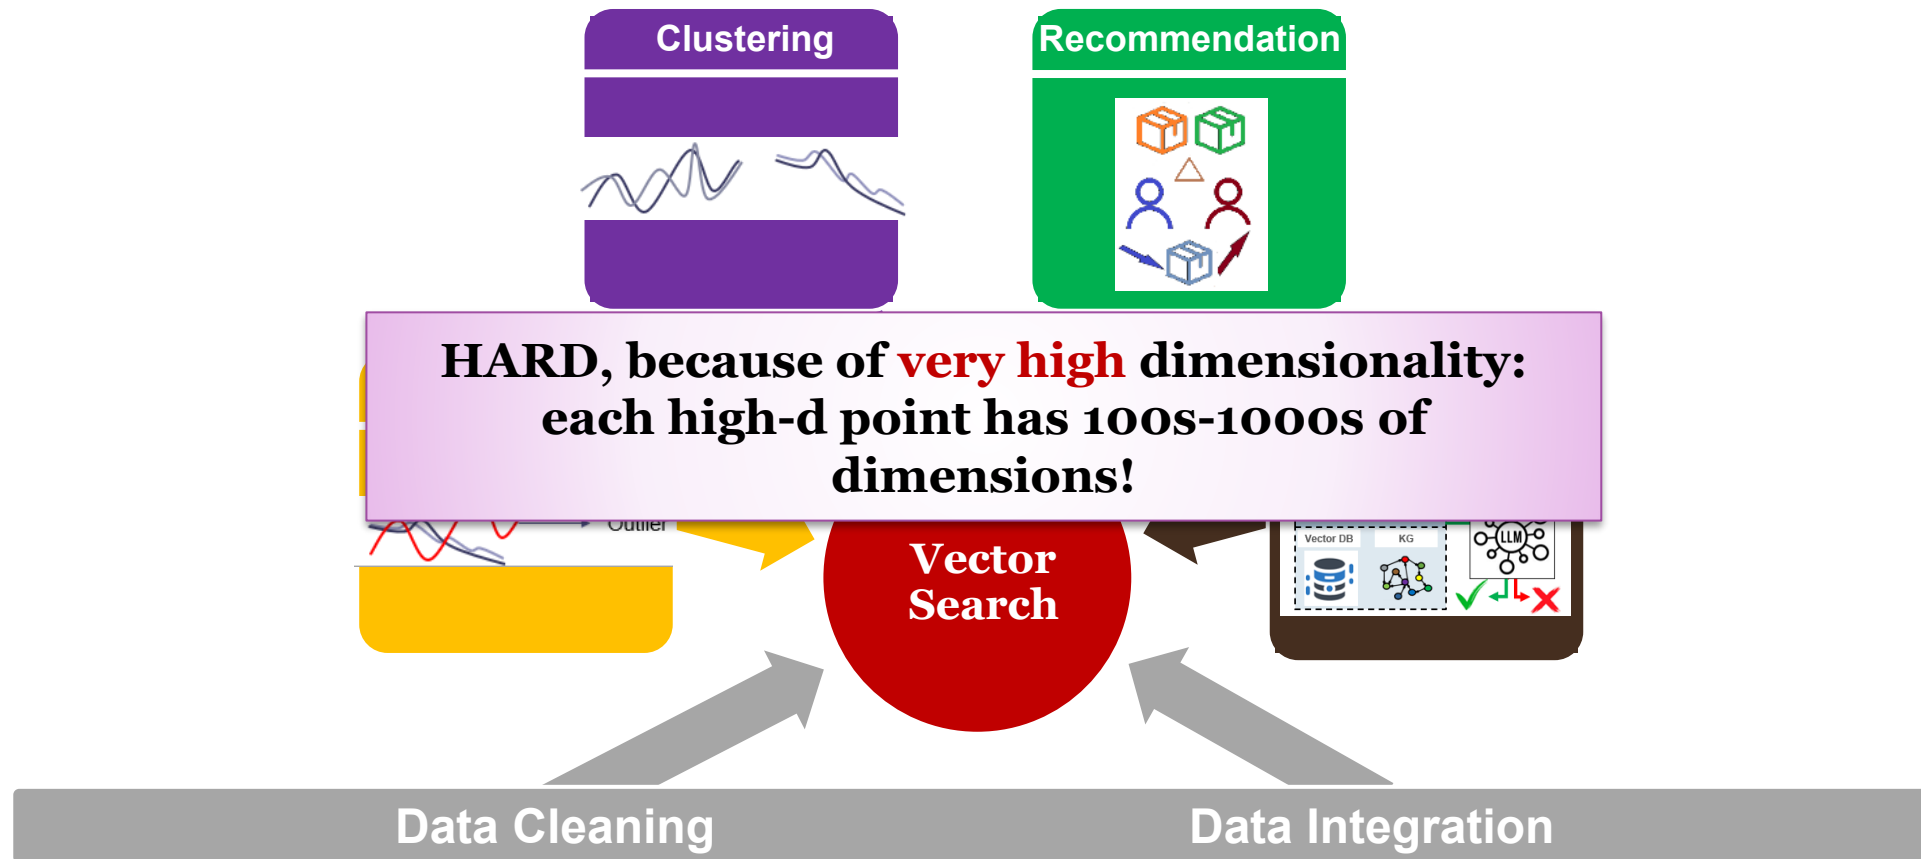 Clustering
Recommendation
HARD, because of very high dimensionality:
each high-d point has 100s-1000s of
dimensions!
Outlier
Vector
Search
Vector DB
KG
LLM
Data Cleaning
Data Integration